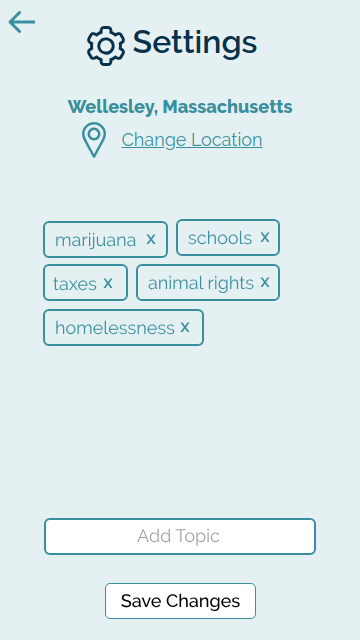 Settings
Wellesley, Massachusetts
Change Location
marijuana x schools x
taxes x animal rights x
homelessness x
Add Topic
Save Changes